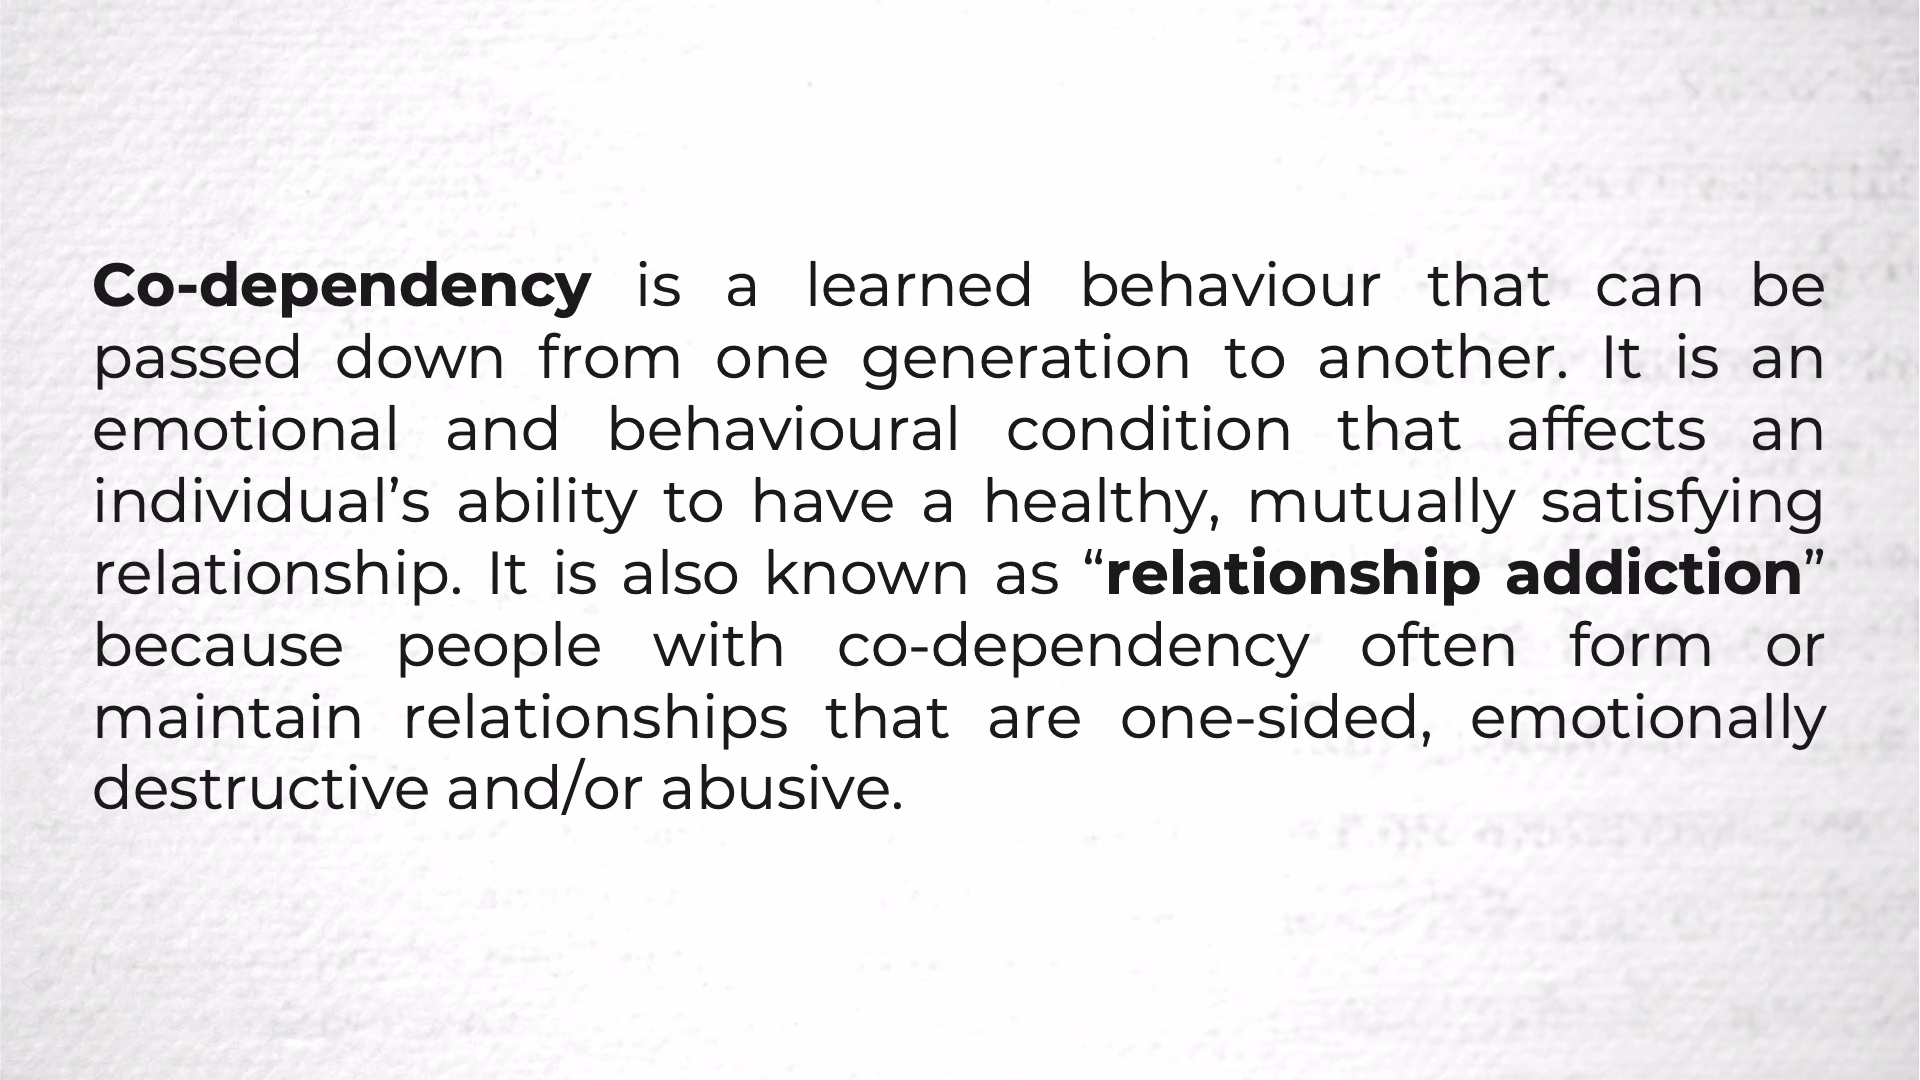 Co-dependency is a learned behaviour that can be
passed down from one generation to another. It is an
emotional and behavioural condition that affects an
individual’s ability to have a healthy, mutually satisfying
relationship. It is also known as “relationship addiction”
because people with co-dependency often form or
maintain relationships that are one-sided, emotionally
destructive and/or abusive.